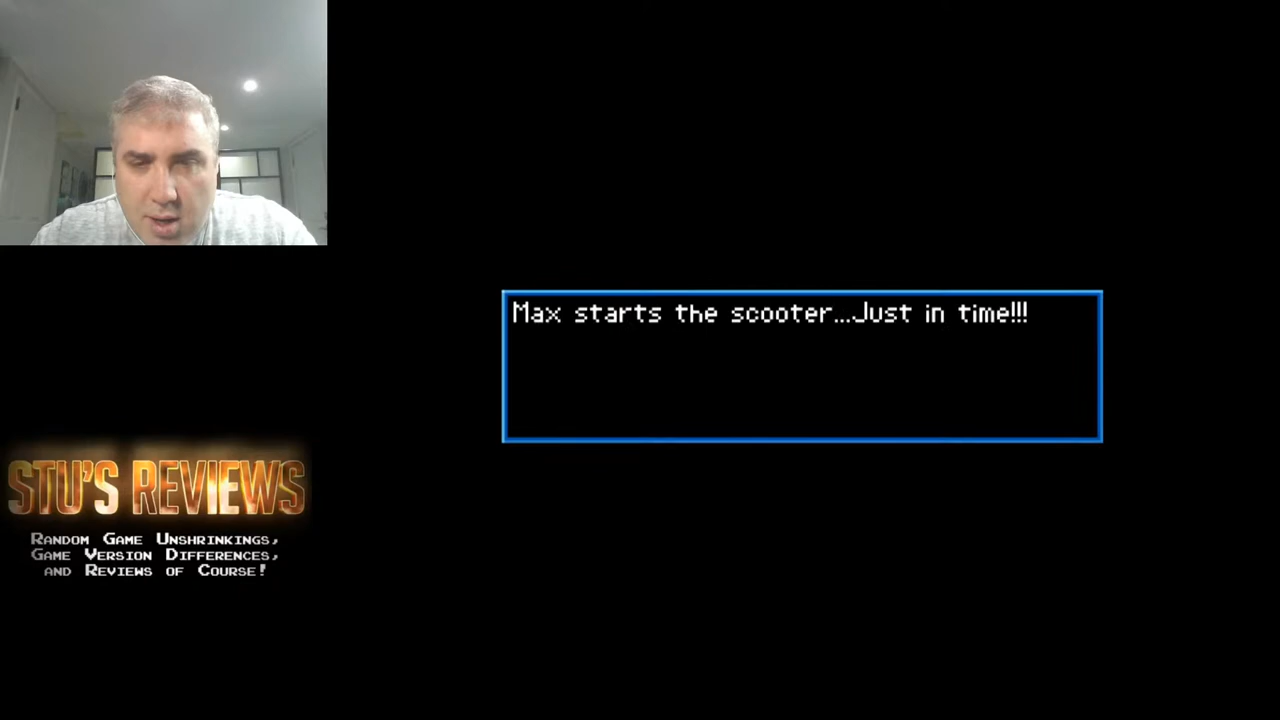 Max starts the scooter...Just in time!!!
STU'S REVIEWS
RANDOM GAME UNSHRINKINGS,
GAME VERSION DIFFERENCES,
AND REVIEWS OF COURSE!